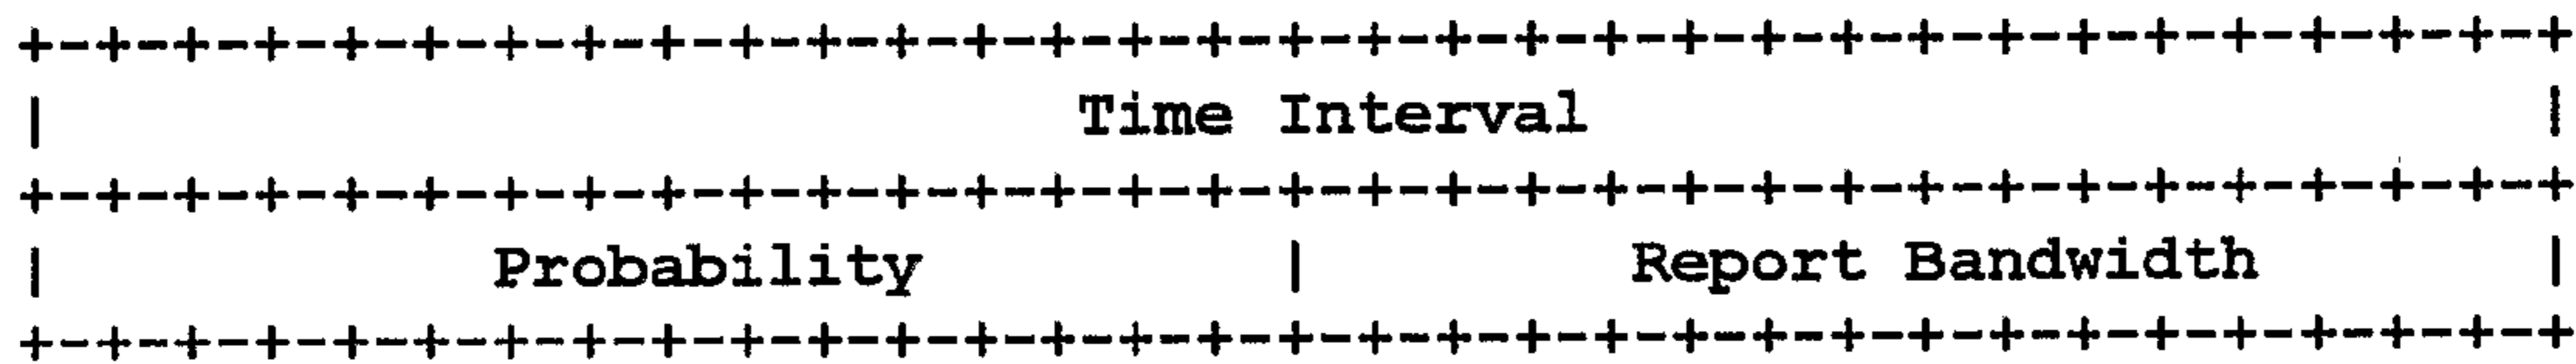 +-+-+-+-+-+-+-+-+-+-+-+-+-+-+-+-+-+-+-+-+-+-+-+-+-+-+-+-+-+-+-+-+
|                          Time Interval                        |
+-+-+-+-+-+-+-+-+-+-+-+-+-+-+-+-+-+-+-+-+-+-+-+-+-+-+-+-+-+-+-+-+
|           Probability         |        Report Bandwidth       |
+-+-+-+-+-+-+-+-+-+-+-+-+-+-+-+-+-+-+-+-+-+-+-+-+-+-+-+-+-+-+-+-+